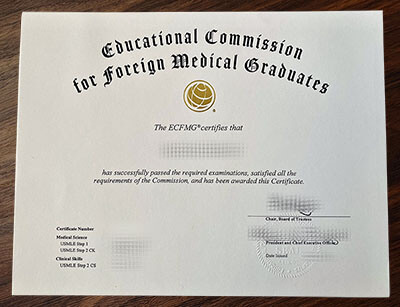 Educational Commission
for Foreign Medical Graduates
The ECFMG® certifies that
has successfully passed the required examinations, satisfied all the
requirements of the Commission, and has been awarded this Certificate.
Chair, Board of Trustees
Certificate Number
Medical Science
USMLE Step 1
USMLE Step 2 CK
Clinical Skills
USMLE Step 2 CS
President and Chief Executive Officer
Date Issued